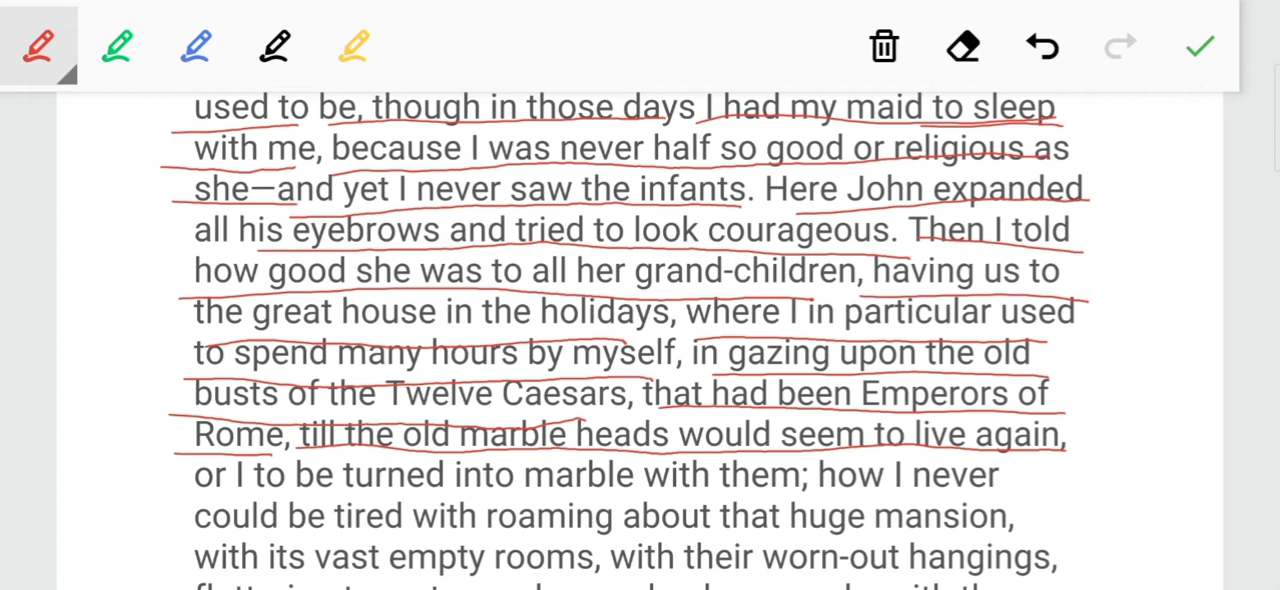 used to be, though in those days I had my maid to sleep
with me, because I was never half so good or religious as
she—and yet I never saw the infants. Here John expanded
all his eyebrows and tried to look courageous. Then I told
how good she was to all her grand-children, having us to
the great house in the holidays, where I in particular used
to spend many hours by myself, in gazing upon the old
busts of the Twelve Caesars, that had been Emperors of
Rome, till the old marble heads would seem to live again,
or I to be turned into marble with them; how I never
could be tired with roaming about that huge mansion,
with its vast empty rooms, with their worn-out hangings,